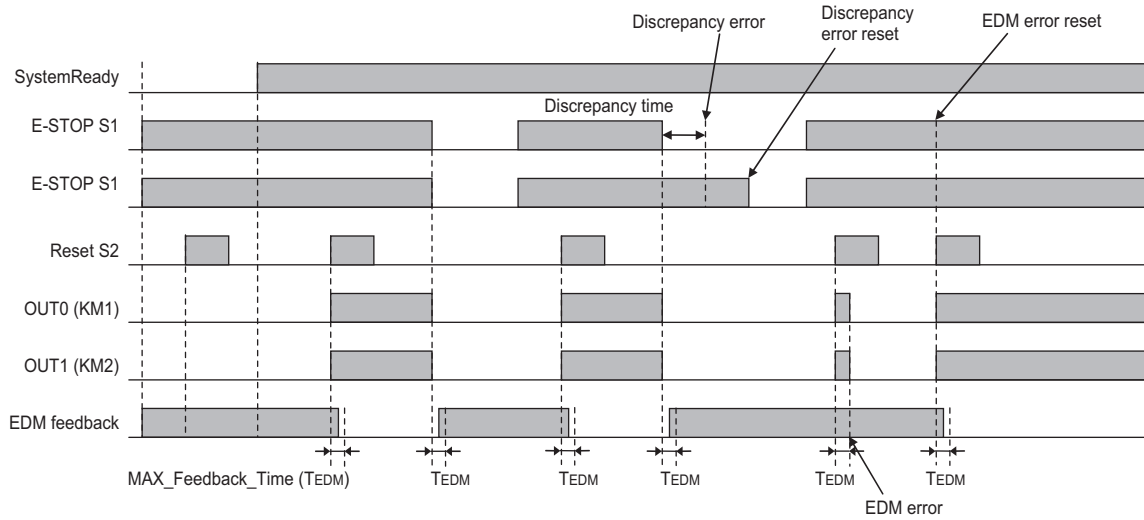 Discrepancy error
Discrepancy
error reset
EDM error reset
SystemReady
Discrepancy time
E-STOP S1
E-STOP S1
Reset S2
OUT0 (KM1)
OUT1 (KM2)
EDM feedback
MAX_Feedback_Time (TEDM)
TEDM
TEDM
TEDM
TEDM
TEDM
EDM error